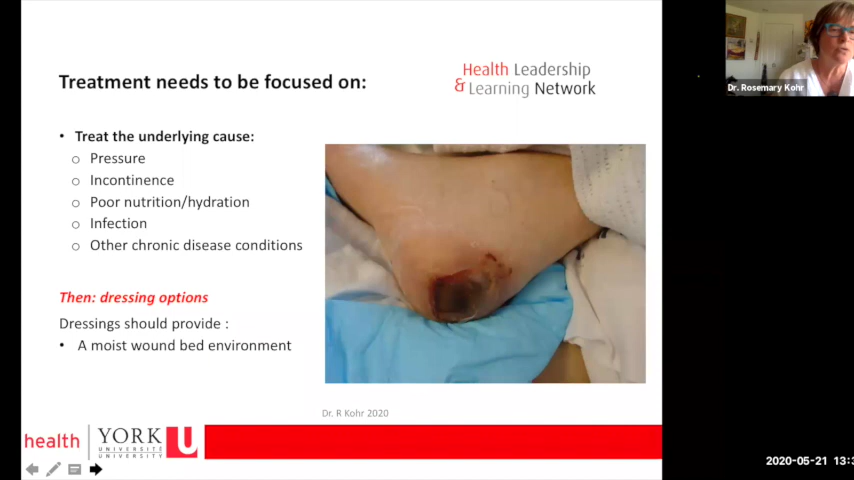 Treatment needs to be focused on:
Health Leadership
& Learning Network
• Treat the underlying cause:
o Pressure
o Incontinence
o Poor nutrition/hydration
o Infection
o Other chronic disease conditions
Then: dressing options
Dressings should provide :
• A moist wound bed environment
Dr. R Kohr 2020
health
YORK
UNIVERSITÉ
UNIVERSITY
U
Dr. Rosemary Kohr
2020-05-21 13:3